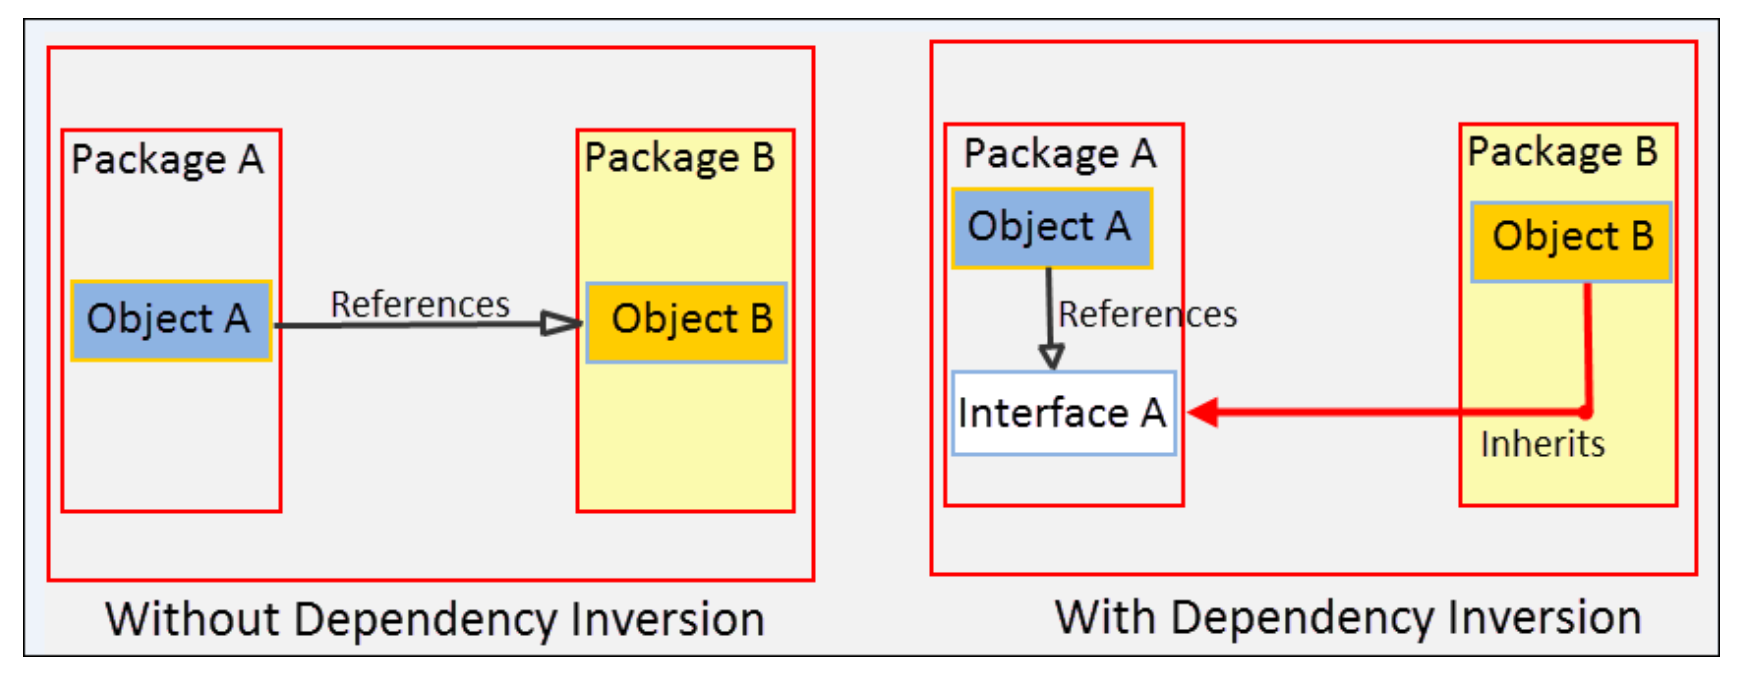 Package A
Package B
Object A
References
Object B
Without Dependency Inversion
Package A
Package B
Object A
Object B
References
Interface A
Inherits
With Dependency Inversion